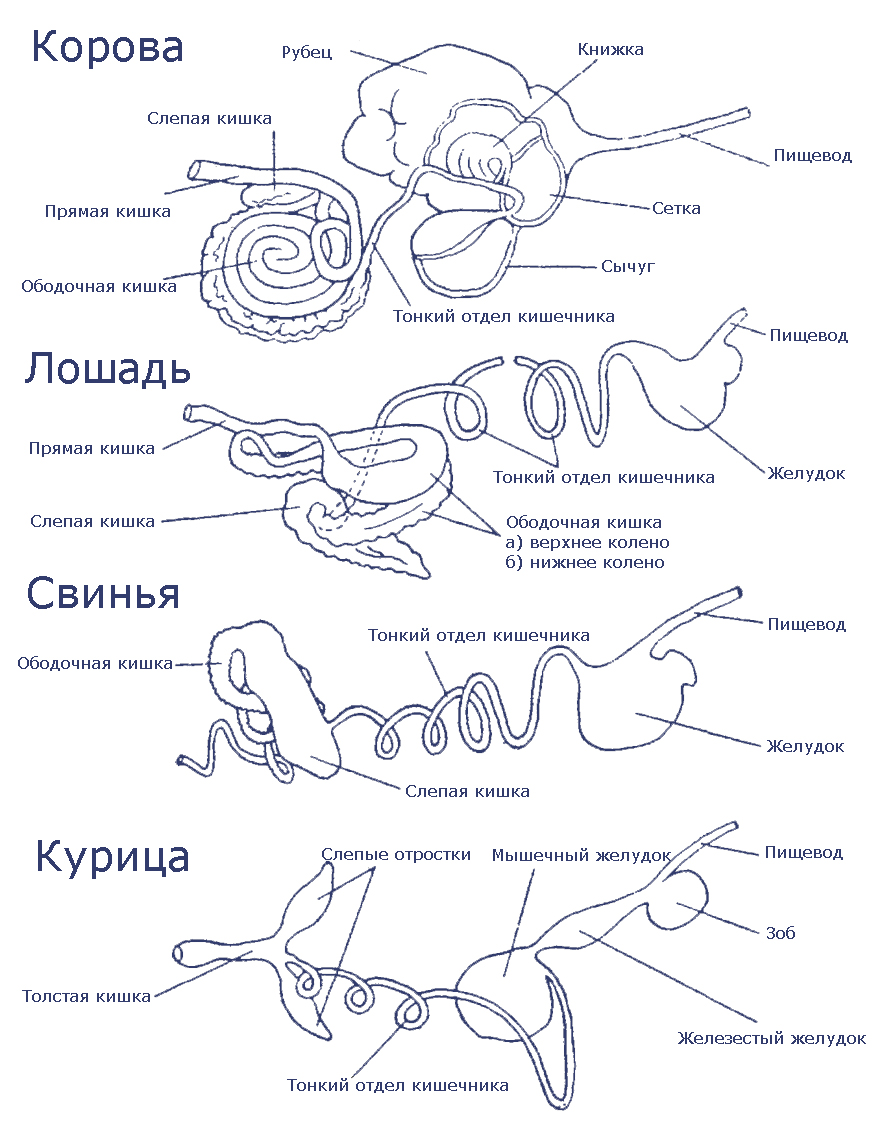 Корова
Рубец
Книжка
Слепая кишка
Пищевод
Прямая кишка
Сетка
Сычуг
Ободочная кишка
Тонкий отдел кишечника
Лошадь
Пищевод
Прямая кишка
Тонкий отдел кишечника
Желудок
Слепая кишка
Ободочная кишка
а) верхнее колено
б) нижнее колено
Свинья
Пищевод
Тонкий отдел кишечника
Ободочная кишка
Желудок
Слепая кишка
Курица
Слепые отростки
Мышечный желудок
Пищевод
Зоб
Толстая кишка
Железестый желудок
Тонкий отдел кишечника